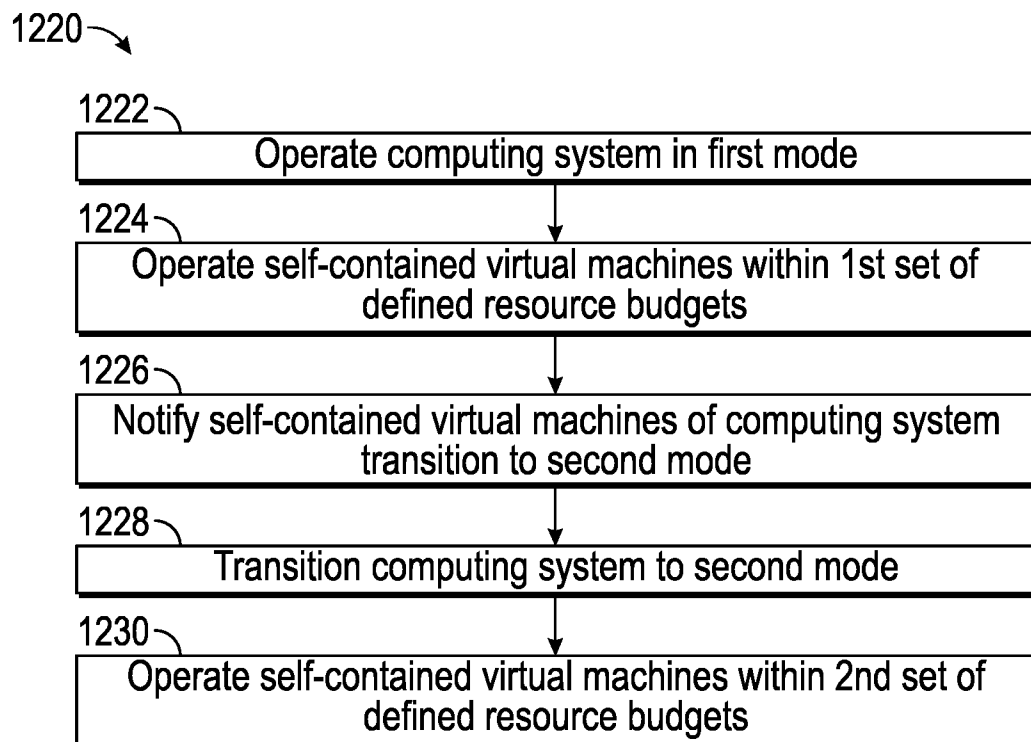 1220
1222
Operate computing system in first mode
1224
Operate self-contained virtual machines within 1st set of
defined resource budgets
1226
Notify self-contained virtual machines of computing system
transition to second mode
1228
Transition computing system to second mode
1230
Operate self-contained virtual machines within 2nd set of
defined resource budgets